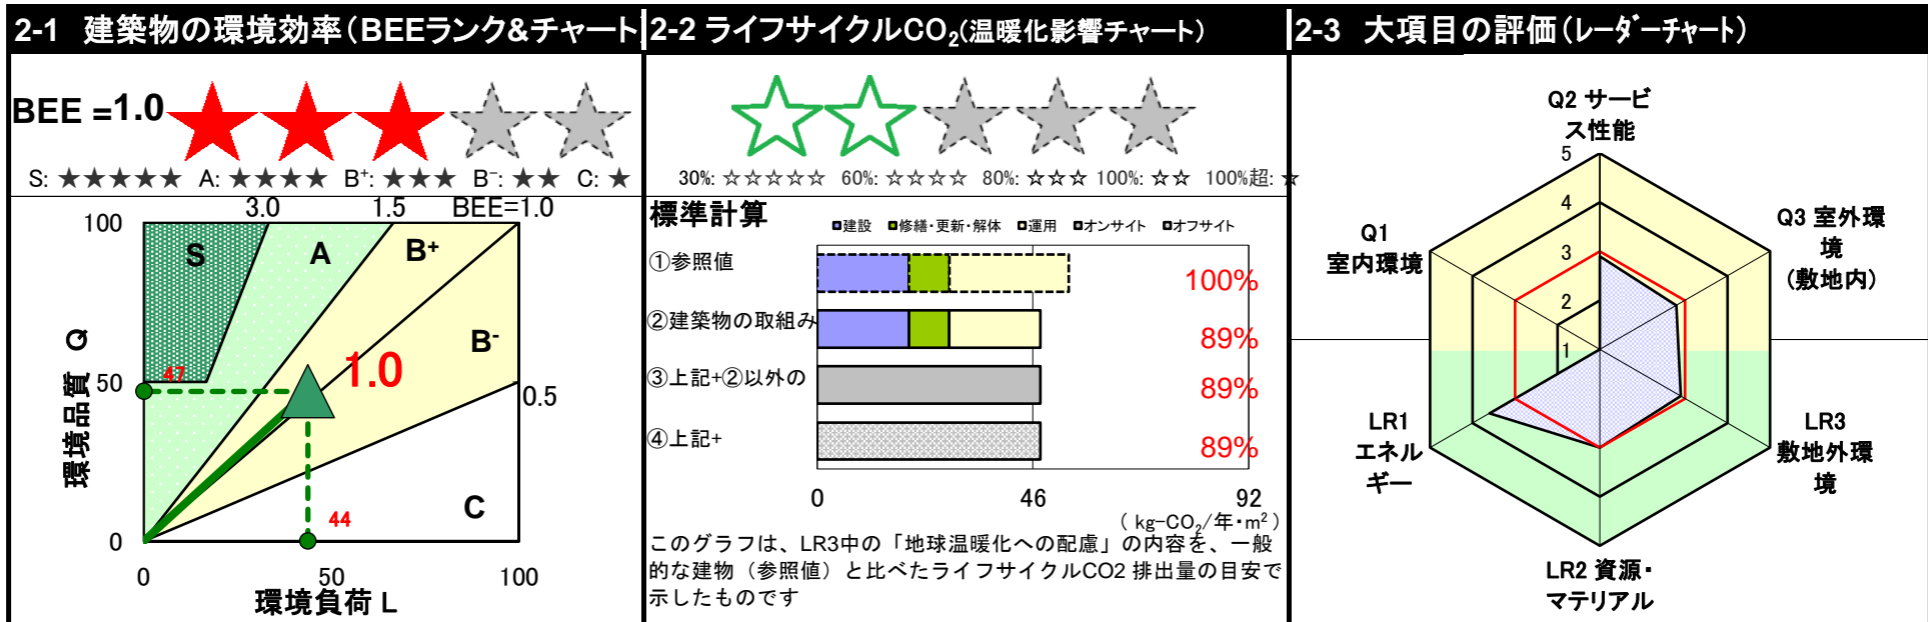 2-1 建築物の環境効率(BEEランク&チャート)
BEE =1.0
S: ★★★★★ A: ★★★★ B⁺: ★★★ B⁻: ★★ C: ★
3.0 1.5 BEE=1.0
100
S
A
B⁺
B⁻
環境品質 Q
50
47
1.0
0.5
44
C
0
0 50 100
環境負荷 L
2-2 ライフサイクルCO₂(温暖化影響チャート)
30%: ☆☆☆☆☆ 60%: ☆☆☆☆ 80%: ☆☆☆ 100%: ☆☆ 100%超: ☆
標準計算
建設 修繕・更新・解体 運用 オンサイト オフサイト
①参照値 100%
②建築物の取組み 89%
③上記+②以外の 89%
④上記+ 89%
0 46 92
( kg-CO₂/年・m² )
このグラフは、LR3中の「地球温暖化への配慮」の内容を、一般
的な建物(参照値)と比べたライフサイクルCO2 排出量の目安で
示したものです
2-3 大項目の評価(レーダーチャート)
Q2 サービ
ス性能
5
4
3
2
1
Q1
室内環境
Q3 室外環
境
(敷地内)
LR1
エネル
ギー
LR3
敷地外環
境
LR2 資源・
マテリアル